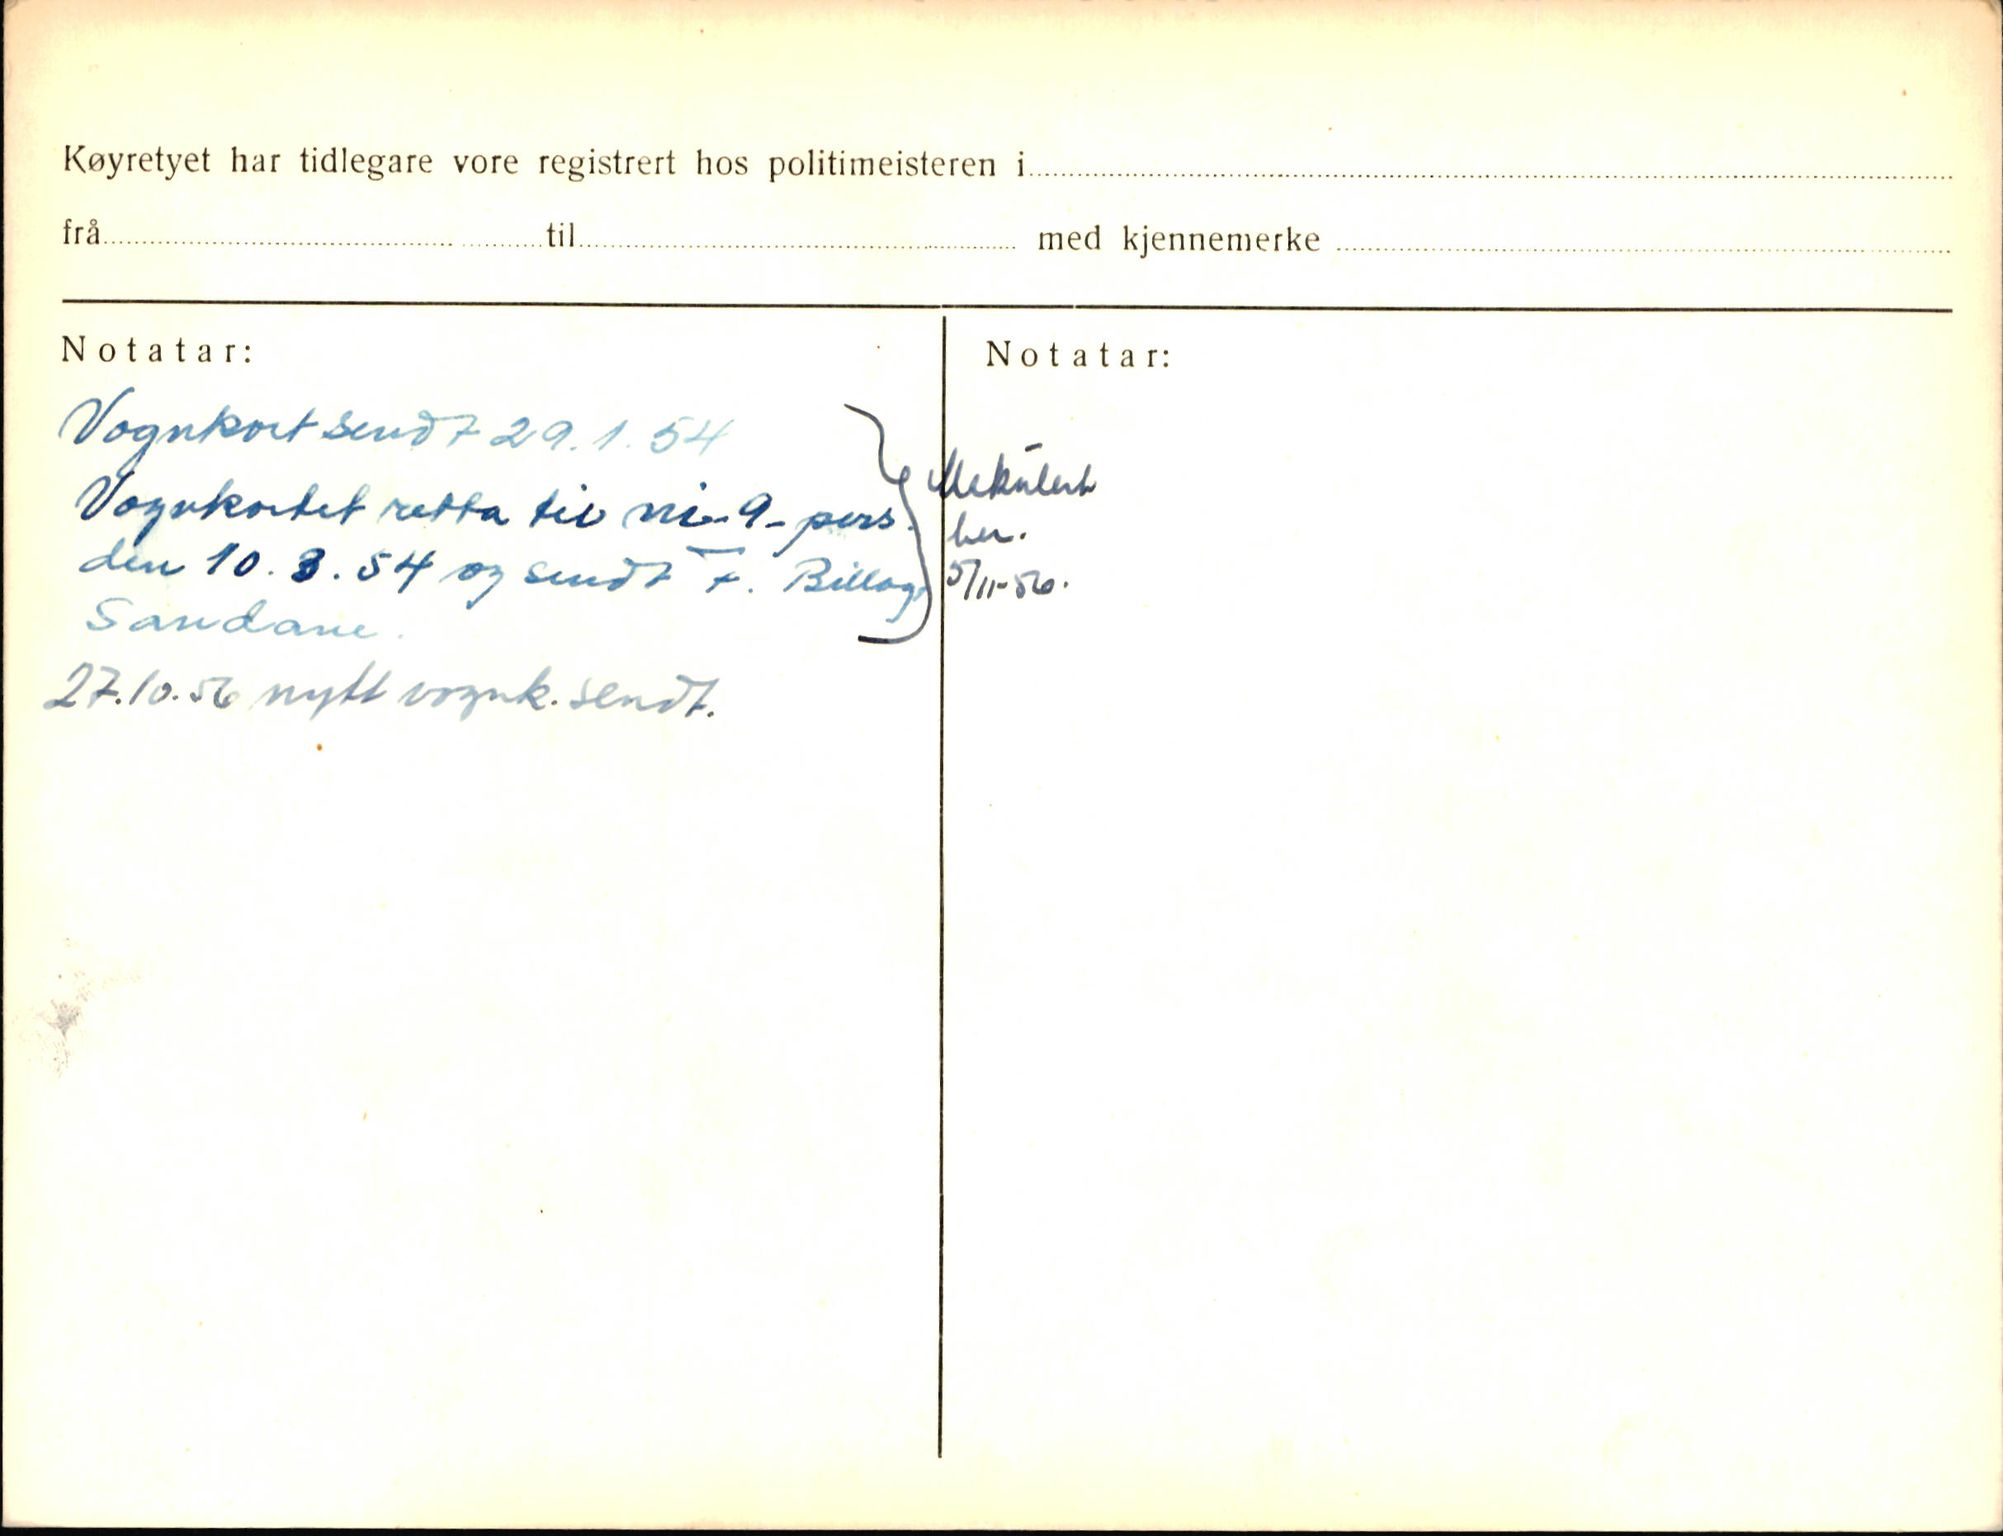 Køyretyet har tidlegare vore registrert hos politimeisteren i
frå til med kjennemerke
Notatar:
Vognkort sendt 29.1.54
Vognkortet retta til ni - 9 - pers.
den 10.3.54 og sendt t. Billag,
Sandane.
27.10.56 nytt vognk. sendt.
Notatar:
Makulert
her.
5/11-56.